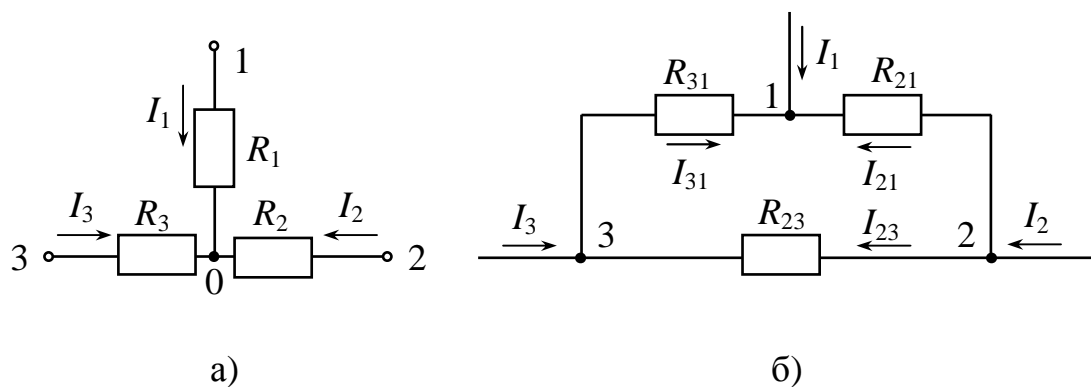 1
I₁
R₁
I₃
R₃
R₂
I₂
3
0
2
а)
I₁
R₃₁
1
R₂₁
I₃₁
I₂₁
I₃
3
R₂₃
I₂₃
2
I₂
б)